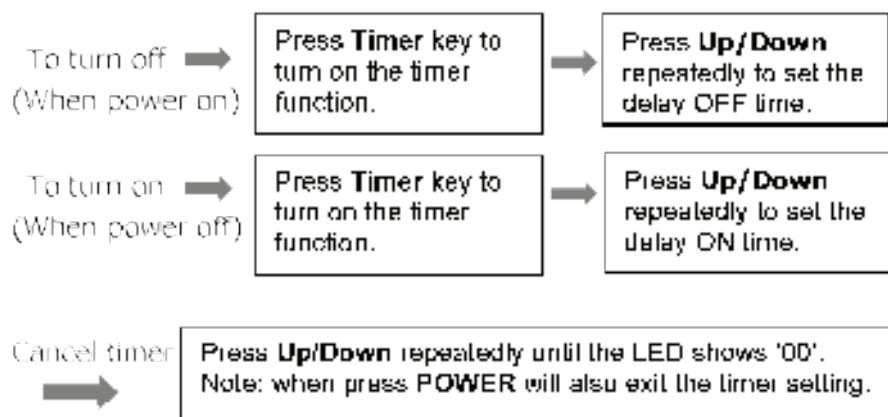 To turn off
(When power on)
Press Timer key to
turn on the timer
function.
Press Up/Down
repeatedly to set the
delay OFF time.
To turn on
(When power off)
Press Timer key to
turn on the timer
function.
Press Up/Down
repeatedly to set the
delay ON time.
Cancel timer
Press Up/Down repeatedly until the LED shows '00'.
Note: when press POWER will also exit the timer setting.